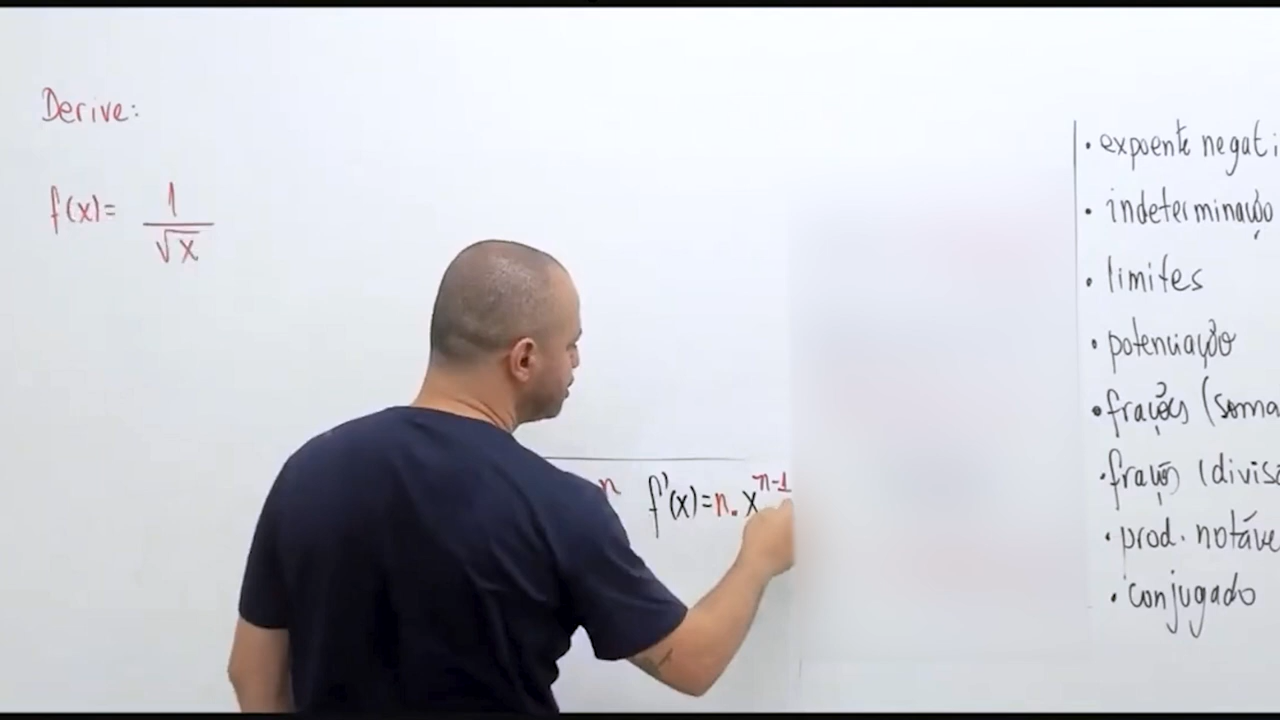 Derive:
f(x)= 1/√x
n f'(x)=n.x^n-1
• expoente negati
• indeterminação
• limites
• potenciação
• frações (soma
• frações (divisã
• prod. notáve
• conjugado